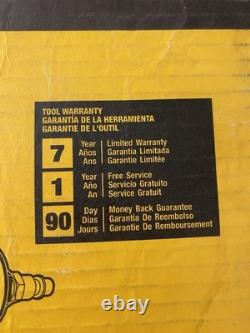 TOOL WARRANTY
GARANTÍA DE LA HERRAMIENTA
GARANTIE DE L'OUTIL
7 Year Limited Warranty
Años Garantía Limitada
Ans Garantie Limitée
1 Year Free Service
Año Servicio Gratuito
An Service Gratuit
90 Day Money Back Guarantee
Días Garantía De Reembolso
Jours Garantie De Remboursement